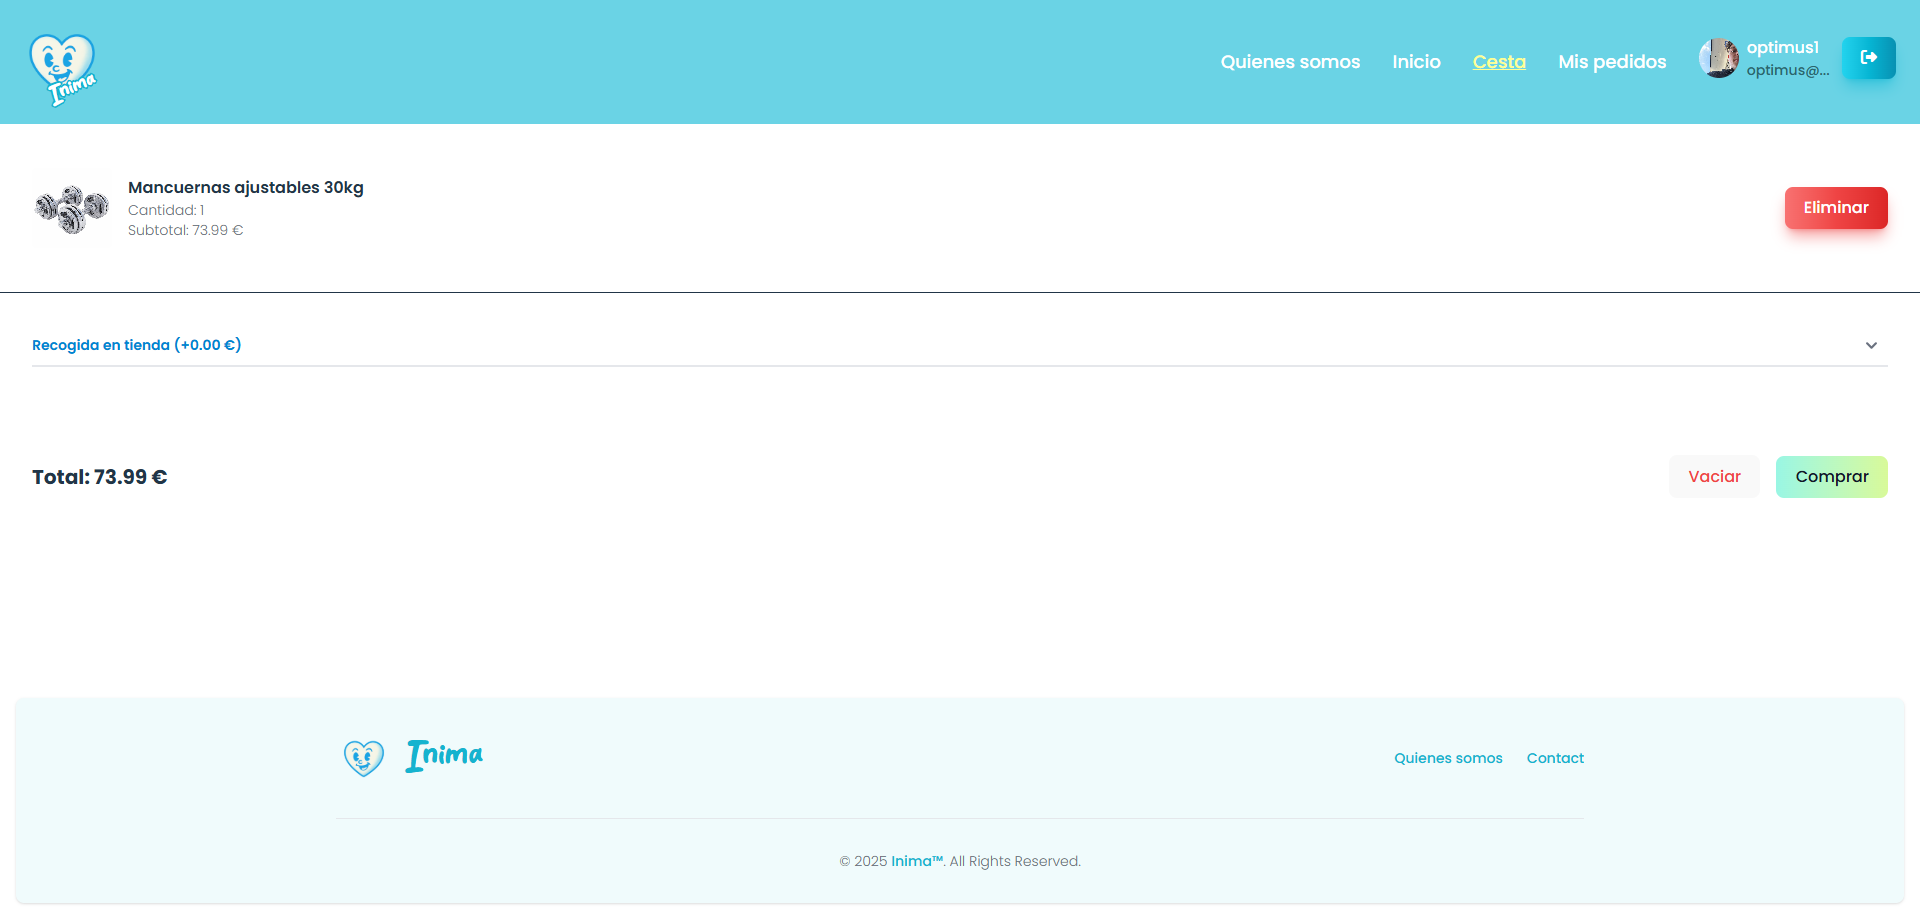 Inima
Quienes somos
Inicio
Cesta
Mis pedidos
optimus1
optimus@...
Mancuernas ajustables 30kg
Cantidad: 1
Subtotal: 73.99 €
Eliminar
Recogida en tienda (+0.00 €)
Total: 73.99 €
Vaciar
Comprar
Inima
Quienes somos
Contact
© 2025 Inima™. All Rights Reserved.